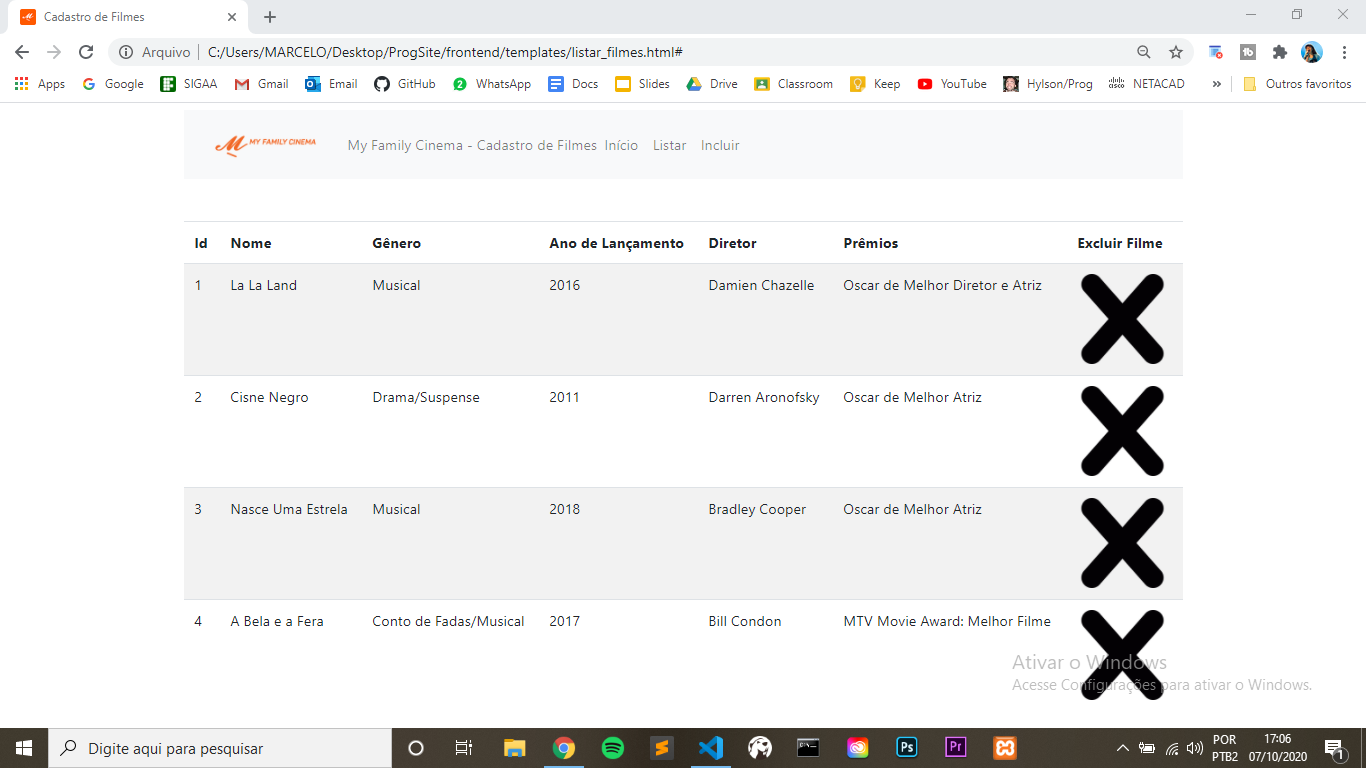 Cadastro de Filmes
Arquivo C:/Users/MARCELO/Desktop/ProgSite/frontend/templates/listar_filmes.html#
Apps Google SIGAA Gmail Email GitHub WhatsApp Docs Slides Drive Classroom Keep YouTube Hylson/Prog NETACAD » Outros favoritos
MY FAMILY CINEMA My Family Cinema - Cadastro de Filmes Início Listar Incluir
Id Nome Gênero Ano de Lançamento Diretor Prêmios Excluir Filme
1 La La Land Musical 2016 Damien Chazelle Oscar de Melhor Diretor e Atriz
2 Cisne Negro Drama/Suspense 2011 Darren Aronofsky Oscar de Melhor Atriz
3 Nasce Uma Estrela Musical 2018 Bradley Cooper Oscar de Melhor Atriz
4 A Bela e a Fera Conto de Fadas/Musical 2017 Bill Condon MTV Movie Award: Melhor Filme
Ativar o Windows
Acesse Configurações para ativar o Windows.
Digite aqui para pesquisar
Ps Pr
POR 17:06
PTB2 07/10/2020 1